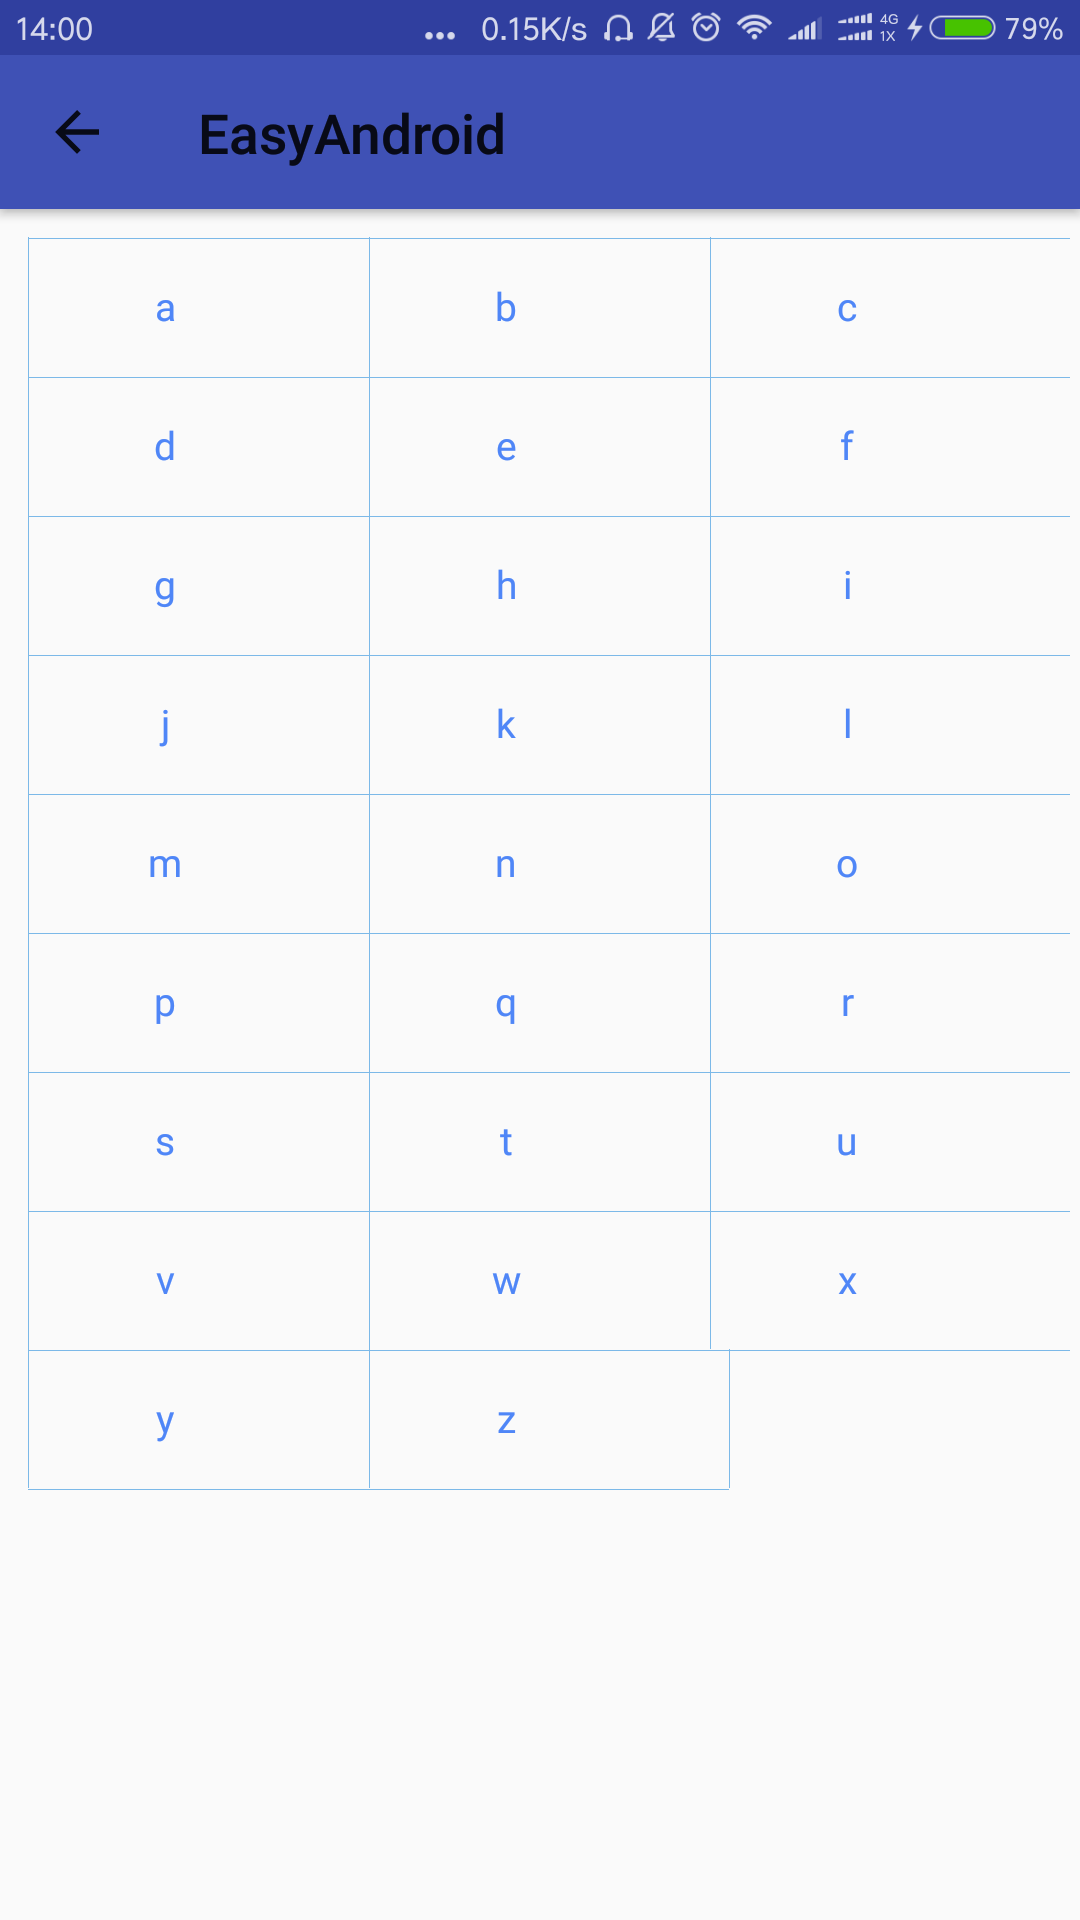 14:00 ... 0.15K/s 4G 1X 79%
EasyAndroid
a b c
d e f
g h i
j k l
m n o
p q r
s t u
v w x
y z